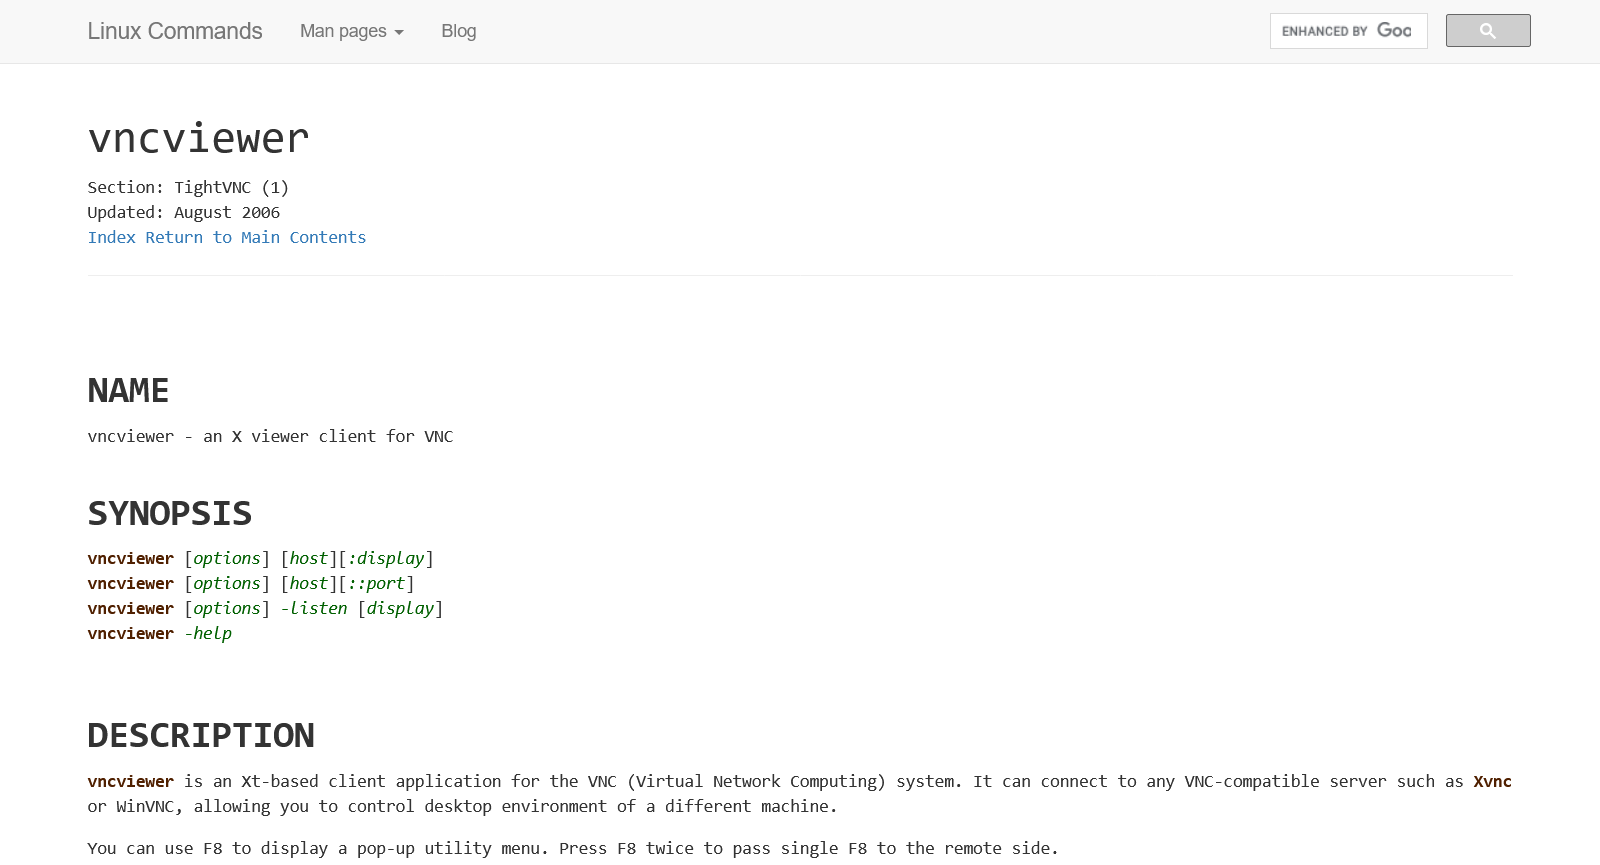 Linux Commands Man pages Blog
ENHANCED BY Goo
vncviewer
Section: TightVNC (1)
Updated: August 2006
Index Return to Main Contents
NAME
vncviewer - an X viewer client for VNC
SYNOPSIS
vncviewer [options] [host][:display]
vncviewer [options] [host][::port]
vncviewer [options] -listen [display]
vncviewer -help
DESCRIPTION
vncviewer is an Xt-based client application for the VNC (Virtual Network Computing) system. It can connect to any VNC-compatible server such as Xvnc
or WinVNC, allowing you to control desktop environment of a different machine.
You can use F8 to display a pop-up utility menu. Press F8 twice to pass single F8 to the remote side.